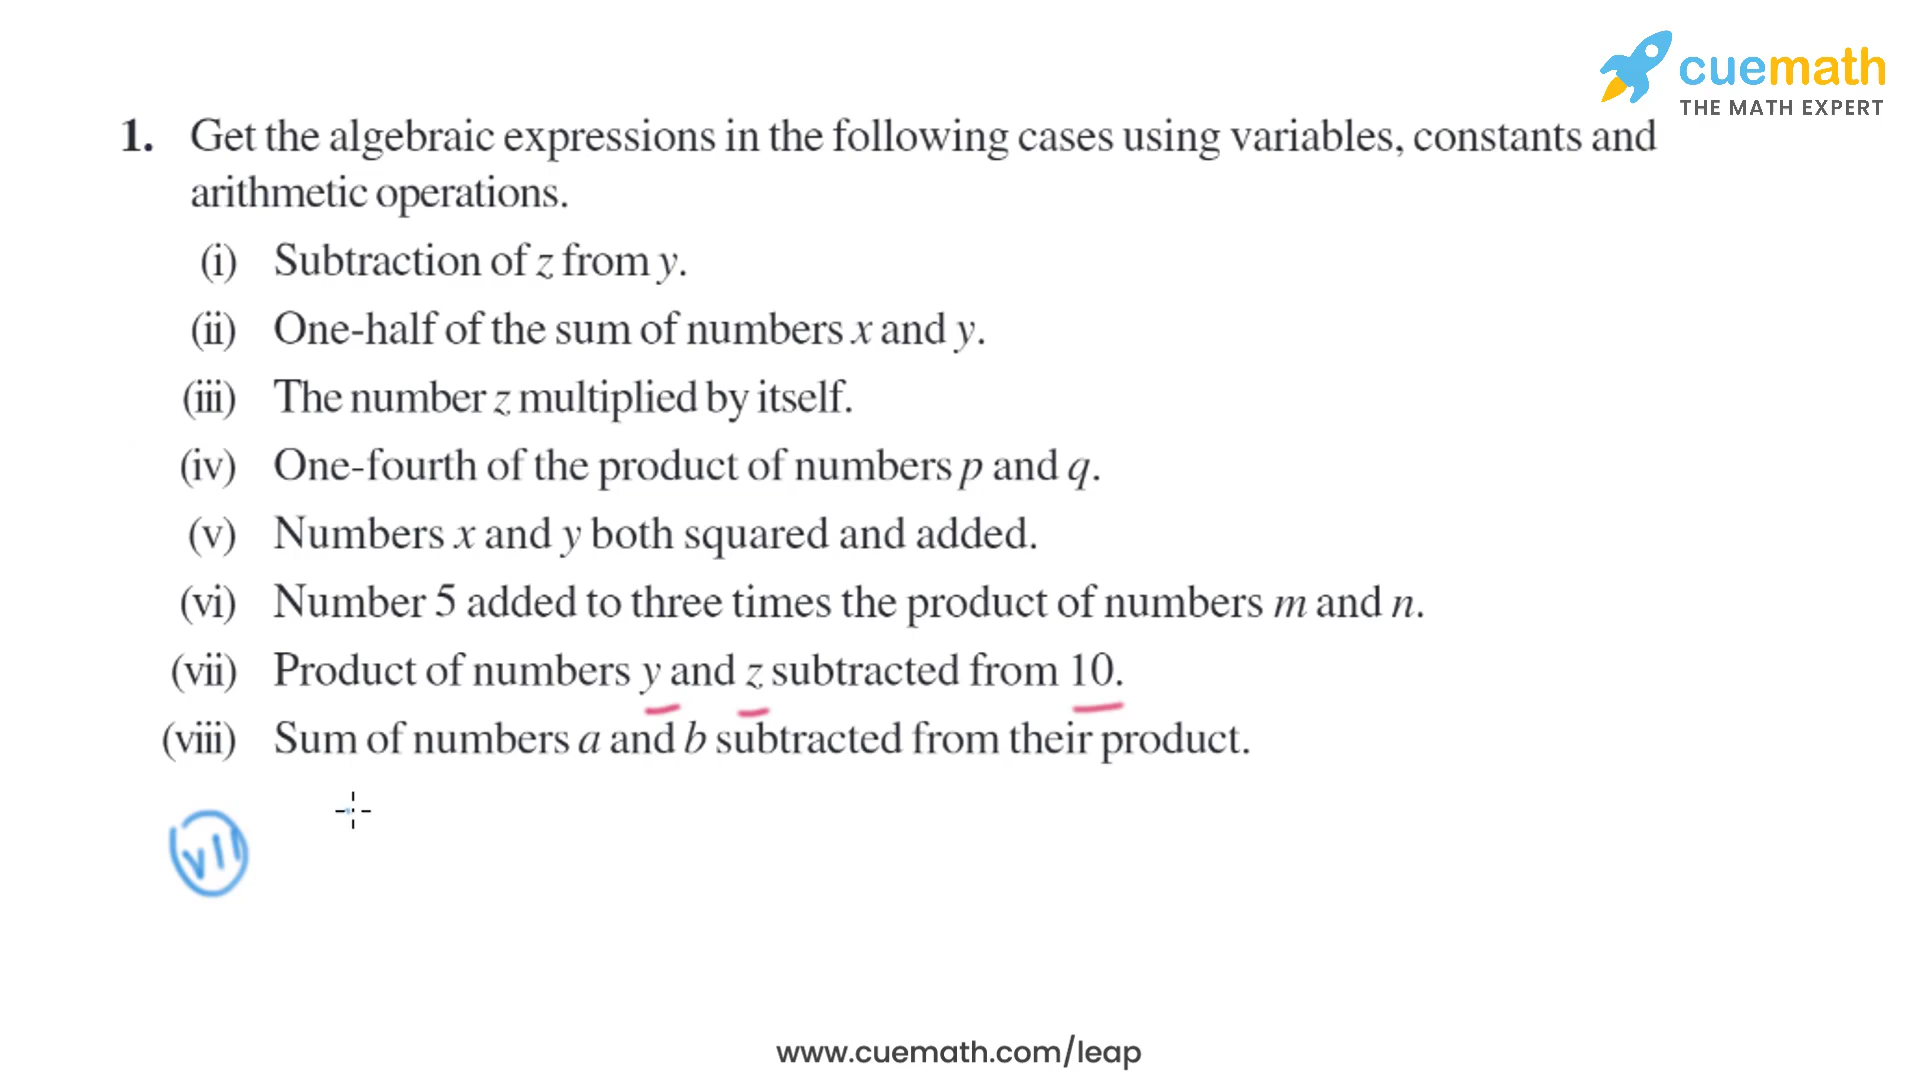 cuemath
THE MATH EXPERT
1. Get the algebraic expressions in the following cases using variables, constants and
arithmetic operations.
(i) Subtraction of z from y.
(ii) One-half of the sum of numbers x and y.
(iii) The number z multiplied by itself.
(iv) One-fourth of the product of numbers p and q.
(v) Numbers x and y both squared and added.
(vi) Number 5 added to three times the product of numbers m and n.
(vii) Product of numbers y and z subtracted from 10.
(viii) Sum of numbers a and b subtracted from their product.
VII
www.cuemath.com/leap